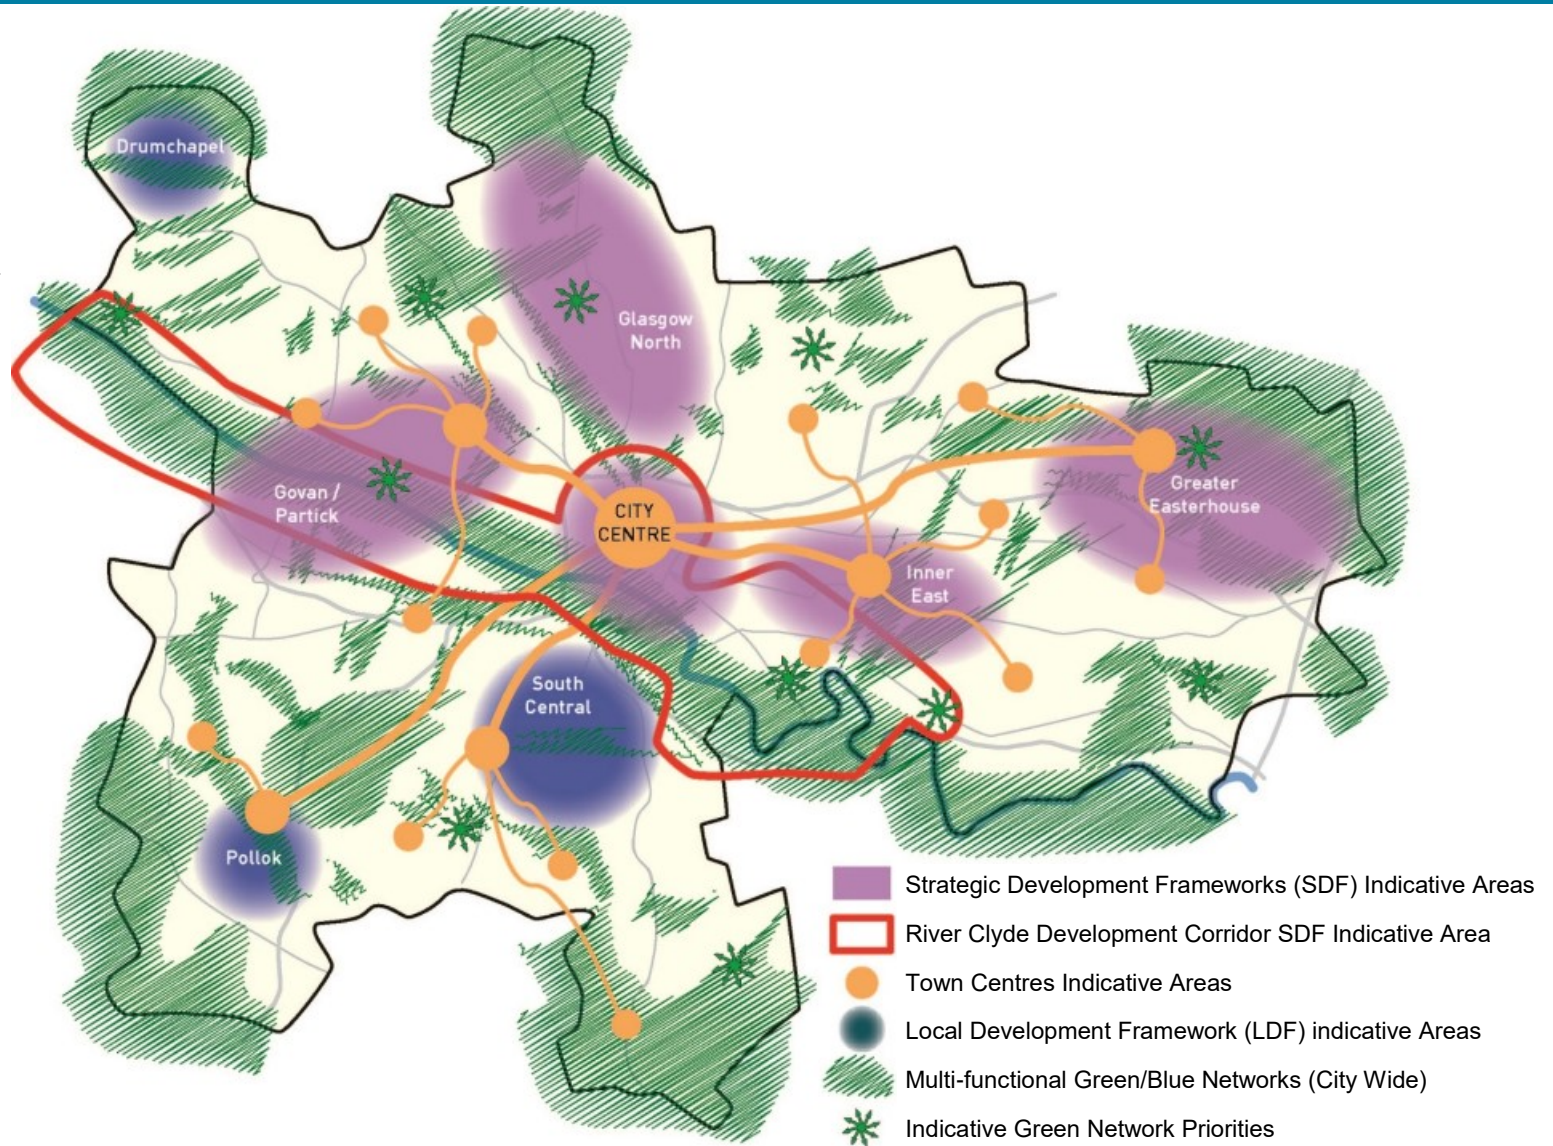 Drumchapel
Glasgow
North
Govan /
Partick
CITY
CENTRE
Greater
Easterhouse
Inner
East
South
Central
Pollok
Strategic Development Frameworks (SDF) Indicative Areas
River Clyde Development Corridor SDF Indicative Area
Town Centres Indicative Areas
Local Development Framework (LDF) indicative Areas
Multi-functional Green/Blue Networks (City Wide)
Indicative Green Network Priorities